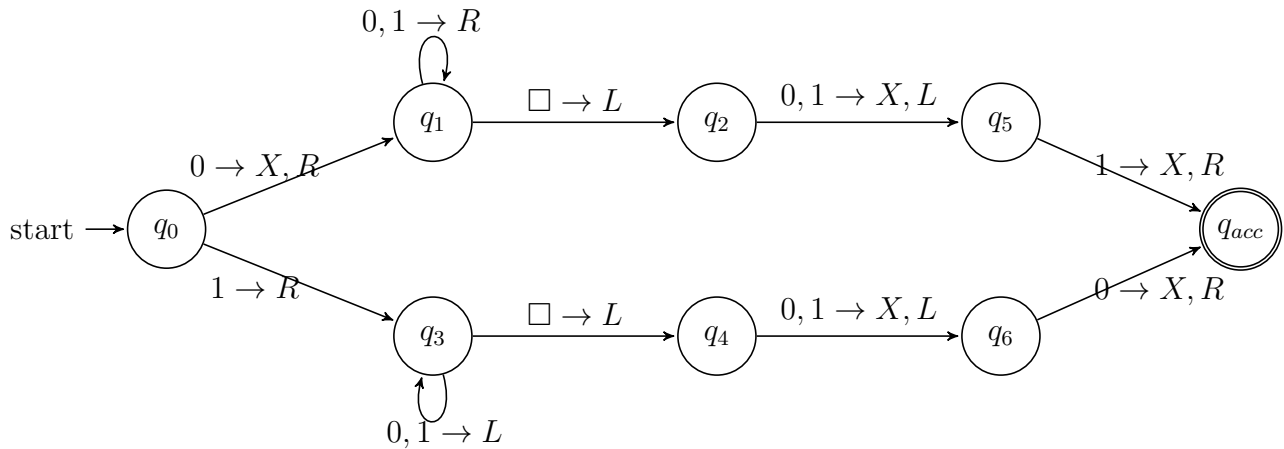 0, 1 → R
q₁
□ → L
q₂
0, 1 → X, L
q₅
0 → X, R
1 → X, R
start
q₀
q_acc
1 → R
0 → X, R
q₃
□ → L
q₄
0, 1 → X, L
q₆
0, 1 → L